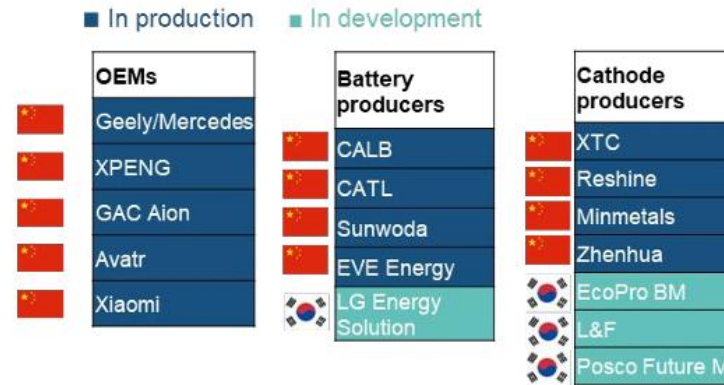 In production
In development
OEMs
Geely/Mercedes
XPENG
GAC Aion
Avatr
Xiaomi
Battery
producers
CALB
CATL
Sunwoda
EVE Energy
LG Energy
Solution
Cathode
producers
XTC
Reshine
Minmetals
Zhenhua
EcoPro BM
L&F
Posco Future M